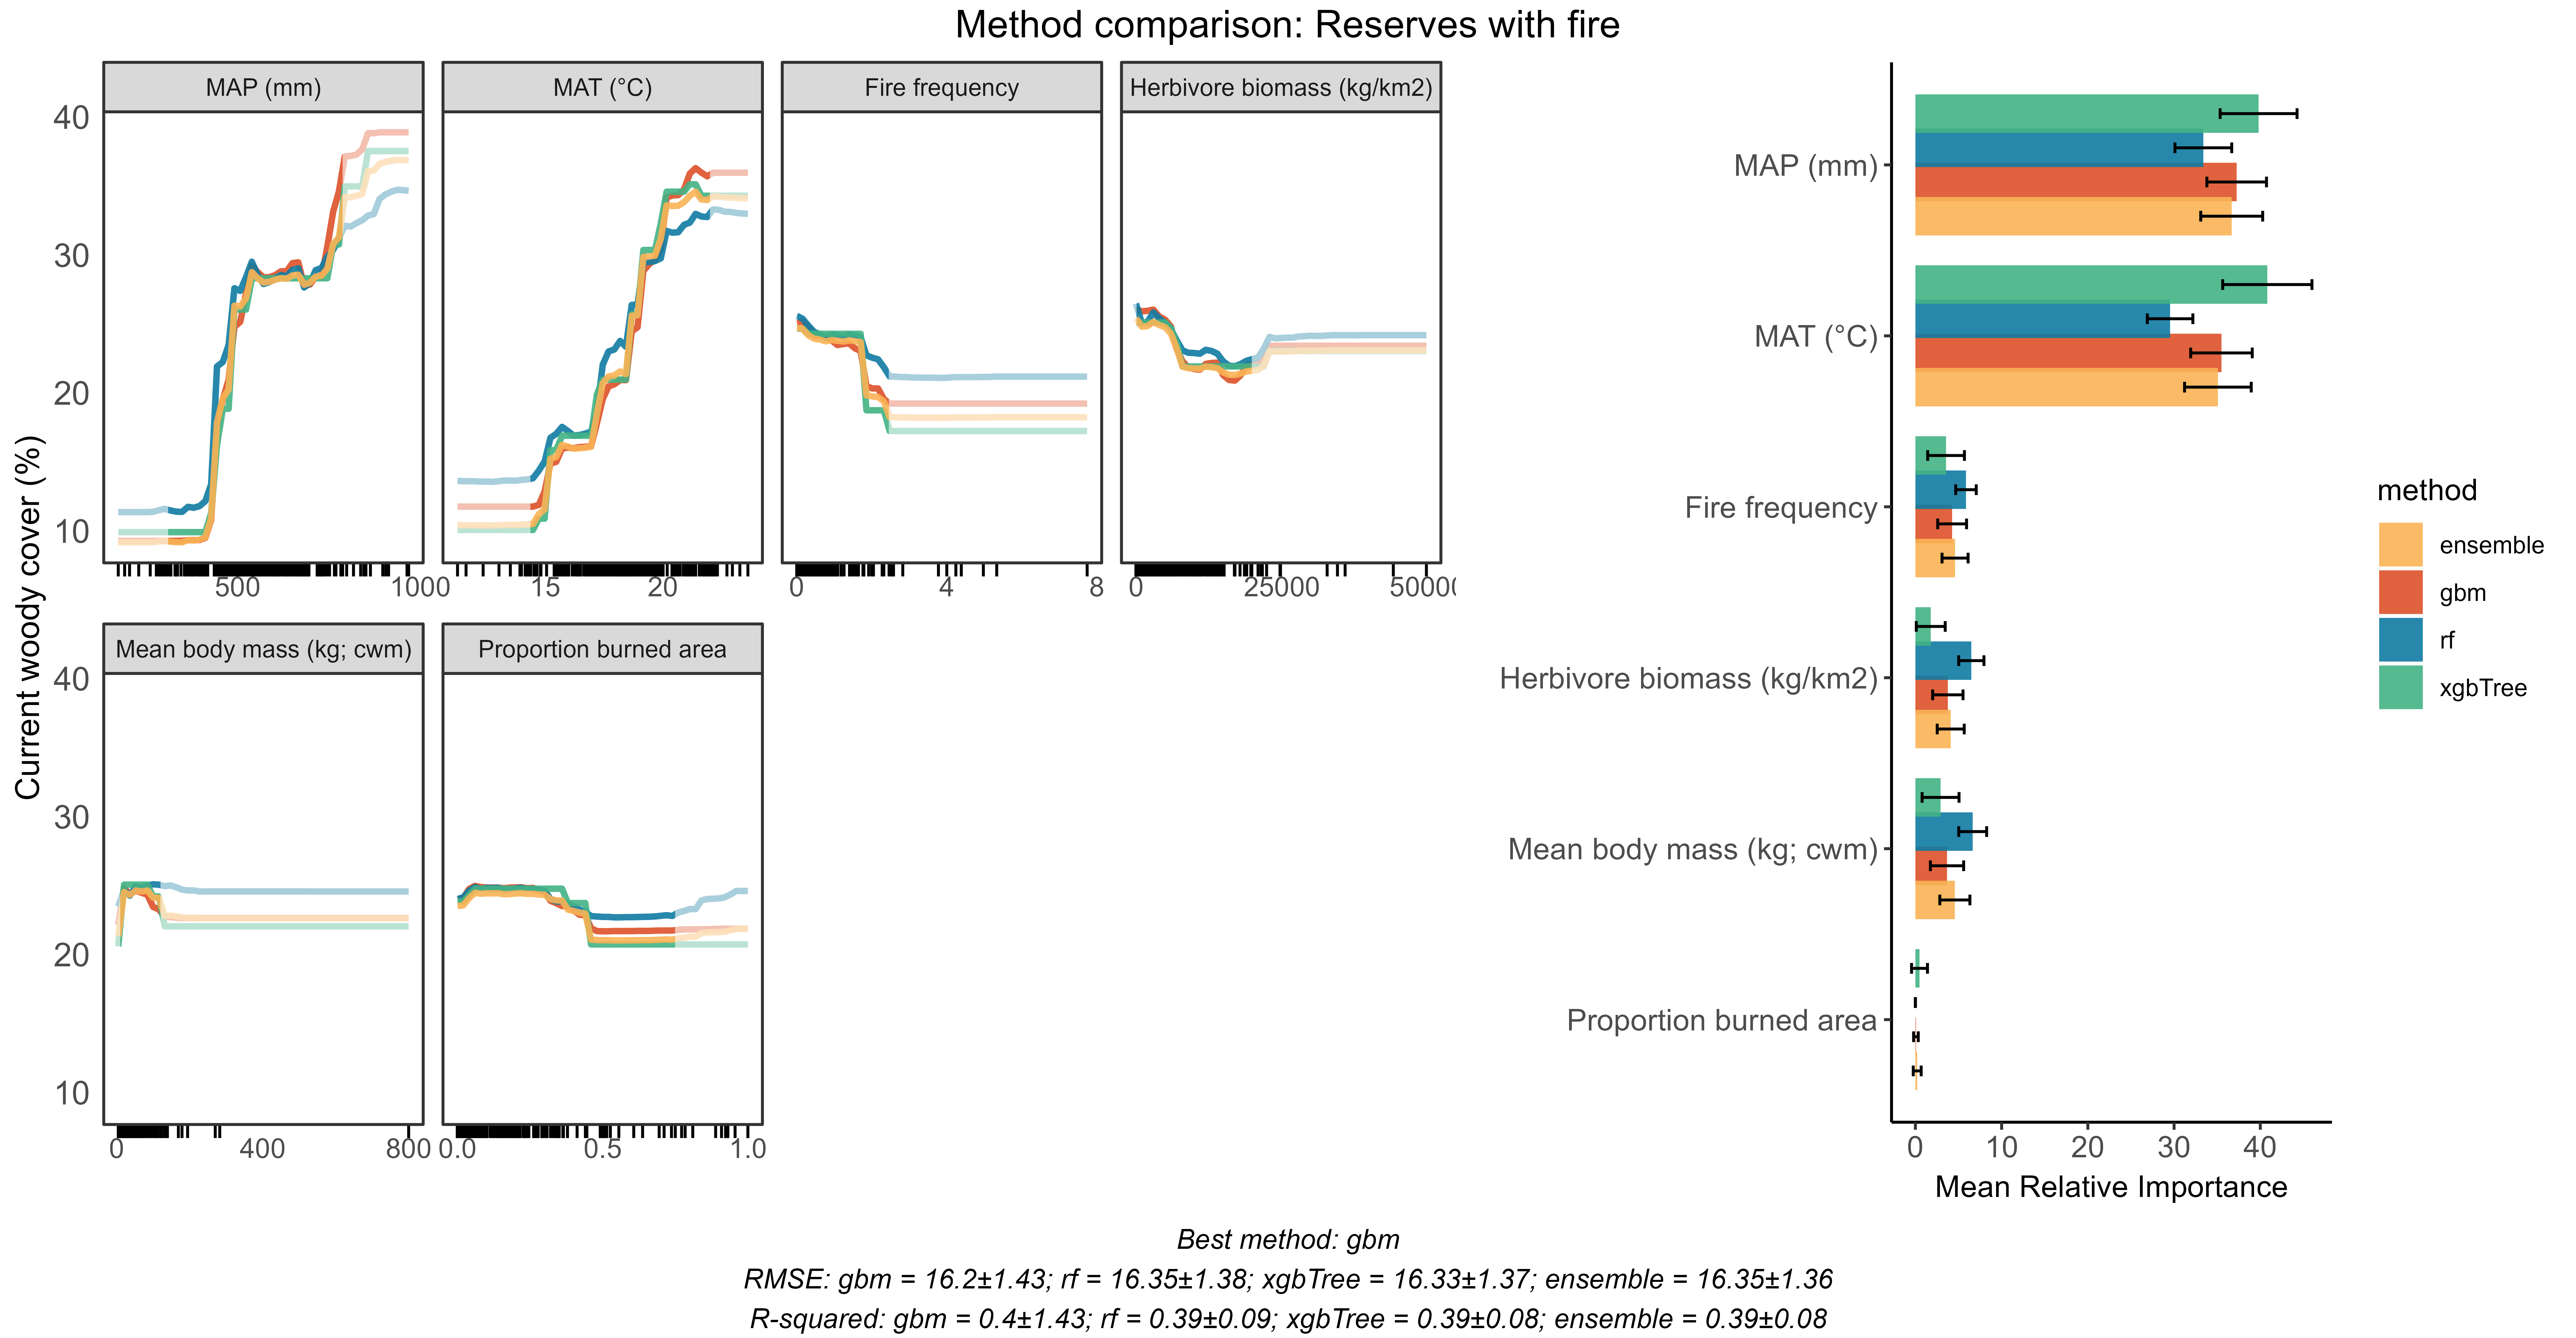 Method comparison: Reserves with fire
MAP (mm)
MAT (°C)
Fire frequency
Herbivore biomass (kg/km2)
Current woody cover (%)
40
30
20
10
500
1000
15
20
0
4
8
0
25000
5000
Mean body mass (kg; cwm)
Proportion burned area
40
30
20
10
0
400
800
0.0
0.5
1.0
MAP (mm)
MAT (°C)
Fire frequency
Herbivore biomass (kg/km2)
Mean body mass (kg; cwm)
Proportion burned area
0
10
20
30
40
Mean Relative Importance
method
ensemble
gbm
rf
xgbTree
Best method: gbm
RMSE: gbm = 16.2±1.43; rf = 16.35±1.38; xgbTree = 16.33±1.37; ensemble = 16.35±1.36
R-squared: gbm = 0.4±1.43; rf = 0.39±0.09; xgbTree = 0.39±0.08; ensemble = 0.39±0.08